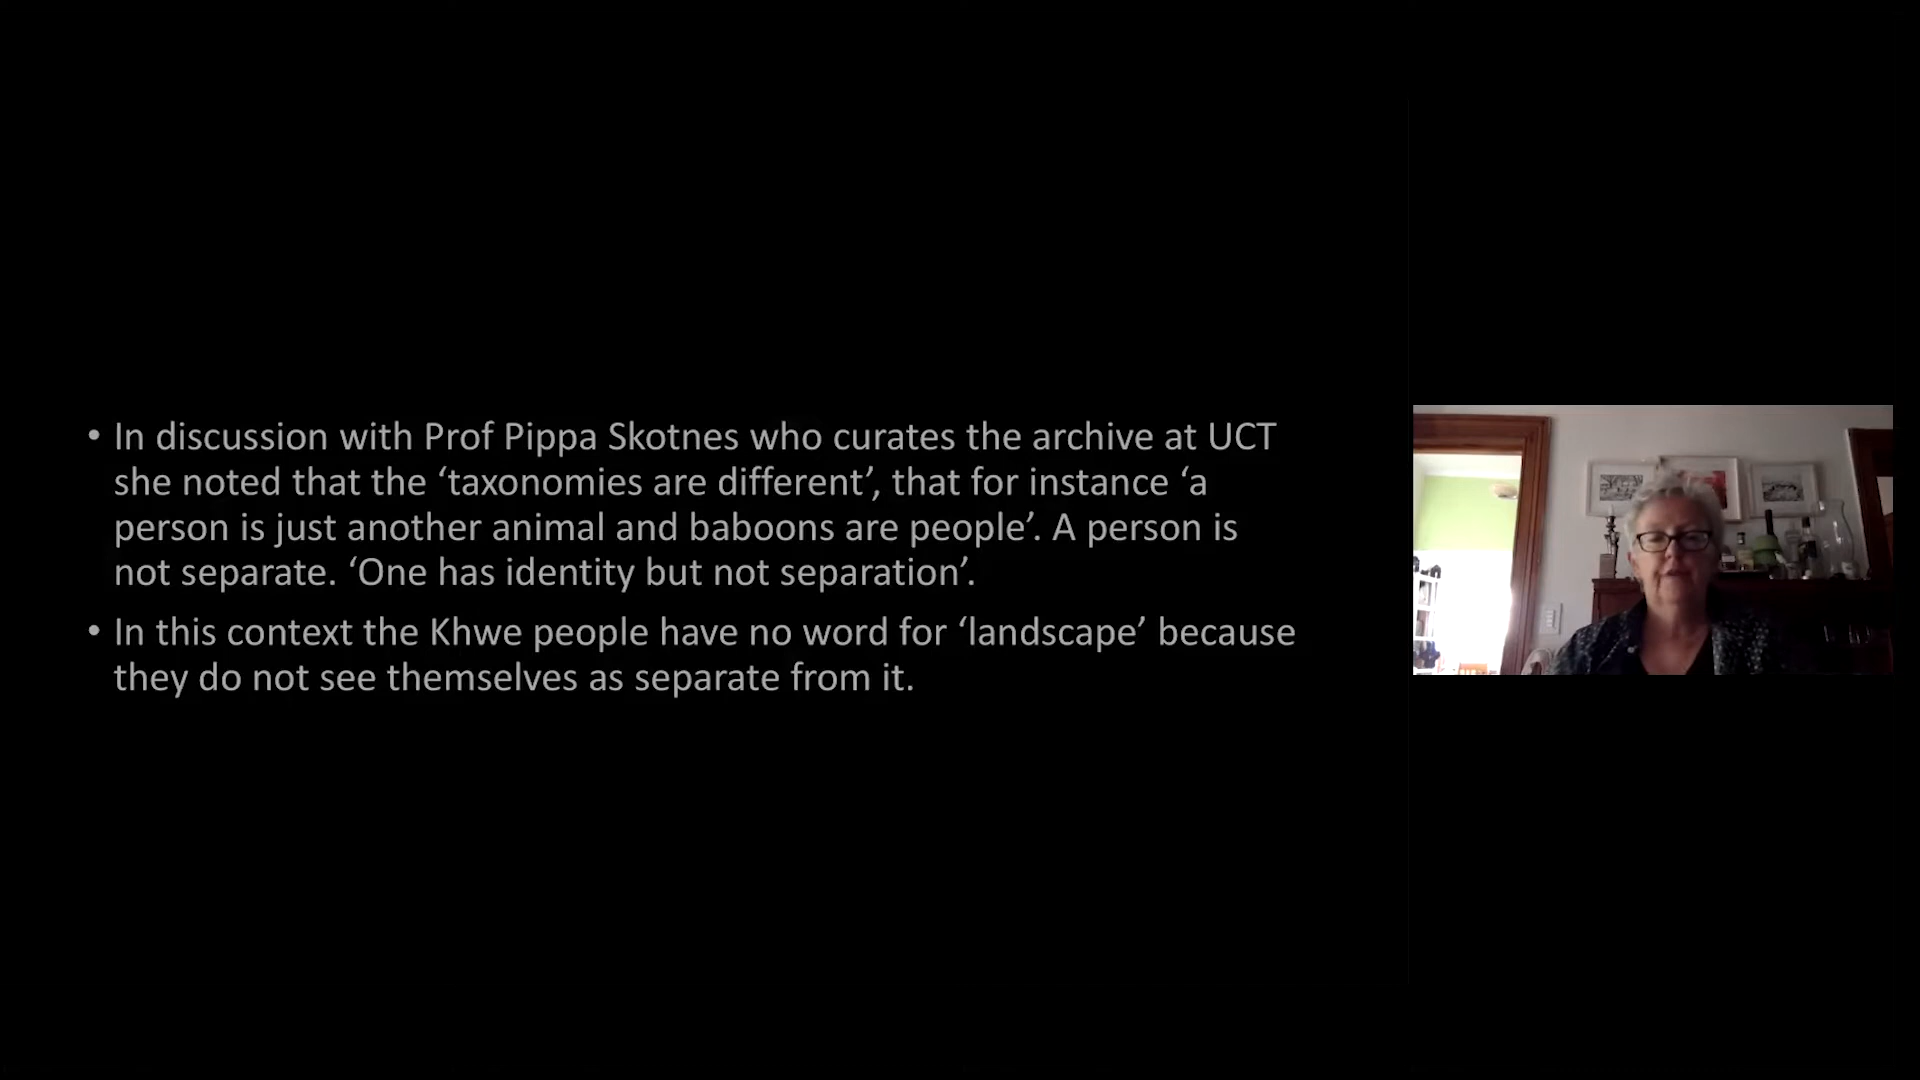 • In discussion with Prof Pippa Skotnes who curates the archive at UCT
she noted that the ‘taxonomies are different’, that for instance ‘a
person is just another animal and baboons are people’. A person is
not separate. ‘One has identity but not separation’.
• In this context the Khwe people have no word for ‘landscape’ because
they do not see themselves as separate from it.